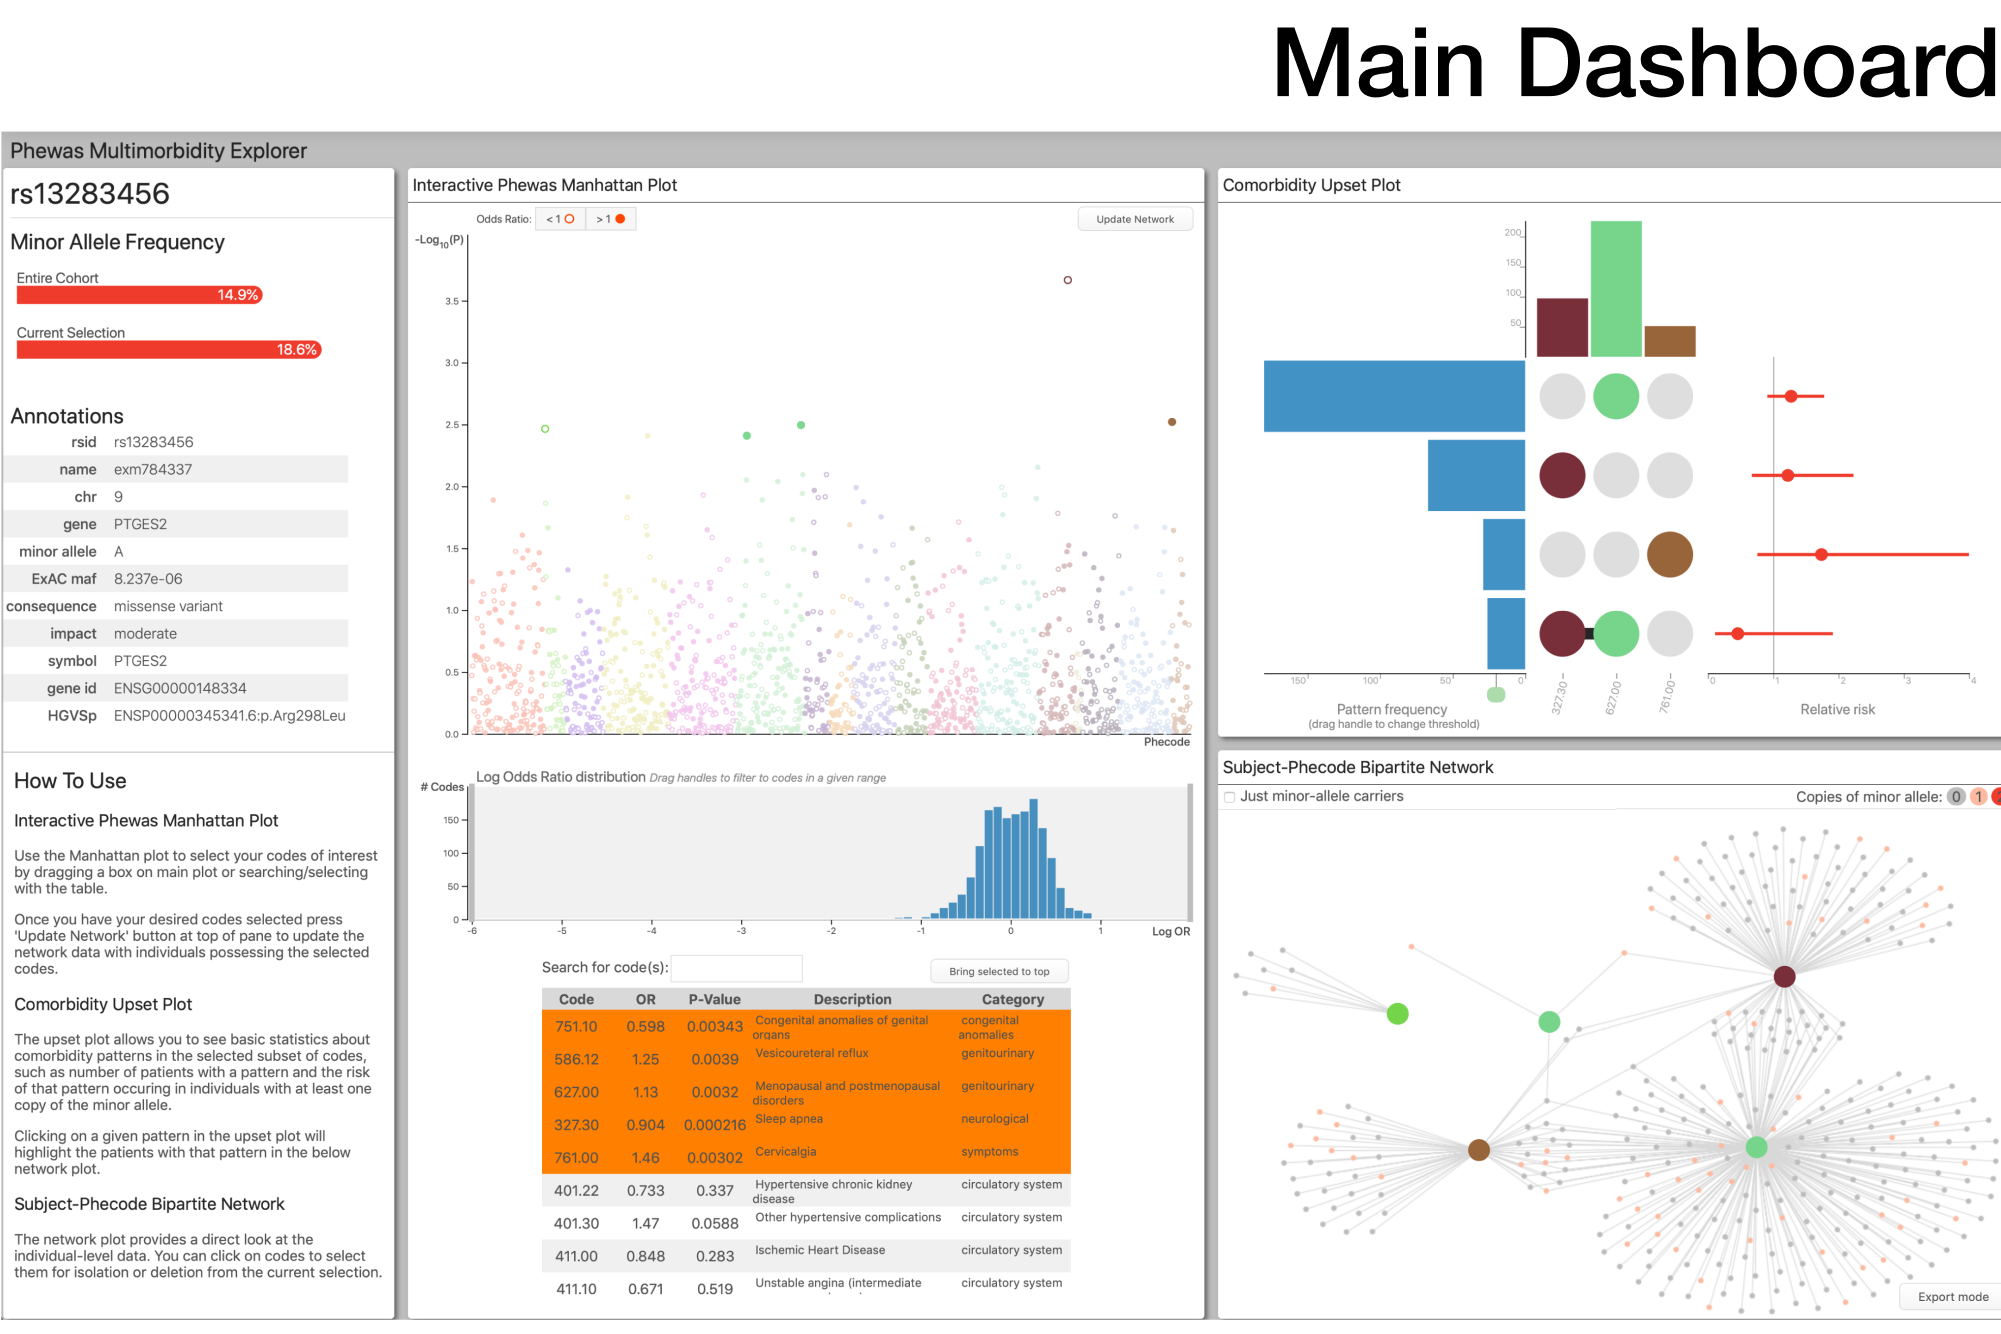 Main Dashboard
Phewas Multimorbidity Explorer
rs13283456
Minor Allele Frequency
Entire Cohort
14.9%
Current Selection
18.6%
Annotations
rsid rs13283456
name exm784337
chr 9
gene PTGES2
minor allele A
ExAC maf 8.237e-06
consequence missense variant
impact moderate
symbol PTGES2
gene id ENSG00000148334
HGVSp ENSP00000345341.6:p.Arg298Leu
How To Use
Interactive Phewas Manhattan Plot
Use the Manhattan plot to select your codes of interest
by dragging a box on main plot or searching/selecting
with the table.
Once you have your desired codes selected press
'Update Network' button at top of pane to update the
network data with individuals possessing the selected
codes.
Comorbidity Upset Plot
The upset plot allows you to see basic statistics about
comorbidity patterns in the selected subset of codes,
such as number of patients with a pattern and the risk
of that pattern occuring in individuals with at least one
copy of the minor allele.
Clicking on a given pattern in the upset plot will
highlight the patients with that pattern in the below
network plot.
Subject-Phecode Bipartite Network
The network plot provides a direct look at the
individual-level data. You can click on codes to select
them for isolation or deletion from the current selection.
Interactive Phewas Manhattan Plot
Odds Ratio: < 1 > 1 Update Network
-Log10(P)
3.5
3.0
2.5
2.0
1.5
1.0
0.5
0.0
Phecode
Log Odds Ratio distribution Drag handles to filter to codes in a given range
# Codes
150
100
50
0
-6 -5 -4 -3 -2 -1 0 1
Log OR
Search for code(s): Bring selected to top
Code OR P-Value Description Category
751.10 0.598 0.00343 Congenital anomalies of genital organs congenital anomalies
586.12 1.25 0.0039 Vesicoureteral reflux genitourinary
627.00 1.13 0.0032 Menopausal and postmenopausal disorders genitourinary
327.30 0.904 0.000216 Sleep apnea neurological
761.00 1.46 0.00302 Cervicalgia symptoms
401.22 0.733 0.337 Hypertensive chronic kidney disease circulatory system
401.30 1.47 0.0588 Other hypertensive complications circulatory system
411.00 0.848 0.283 Ischemic Heart Disease circulatory system
411.10 0.671 0.519 Unstable angina (intermediate circulatory system
Comorbidity Upset Plot
200
150
100
50
150 100 50 0
327.30 627.00 761.00
0 1 2 3 4
Pattern frequency
(drag handle to change threshold)
Relative risk
Subject-Phecode Bipartite Network
Just minor-allele carriers
Copies of minor allele: 0 1
Export mode